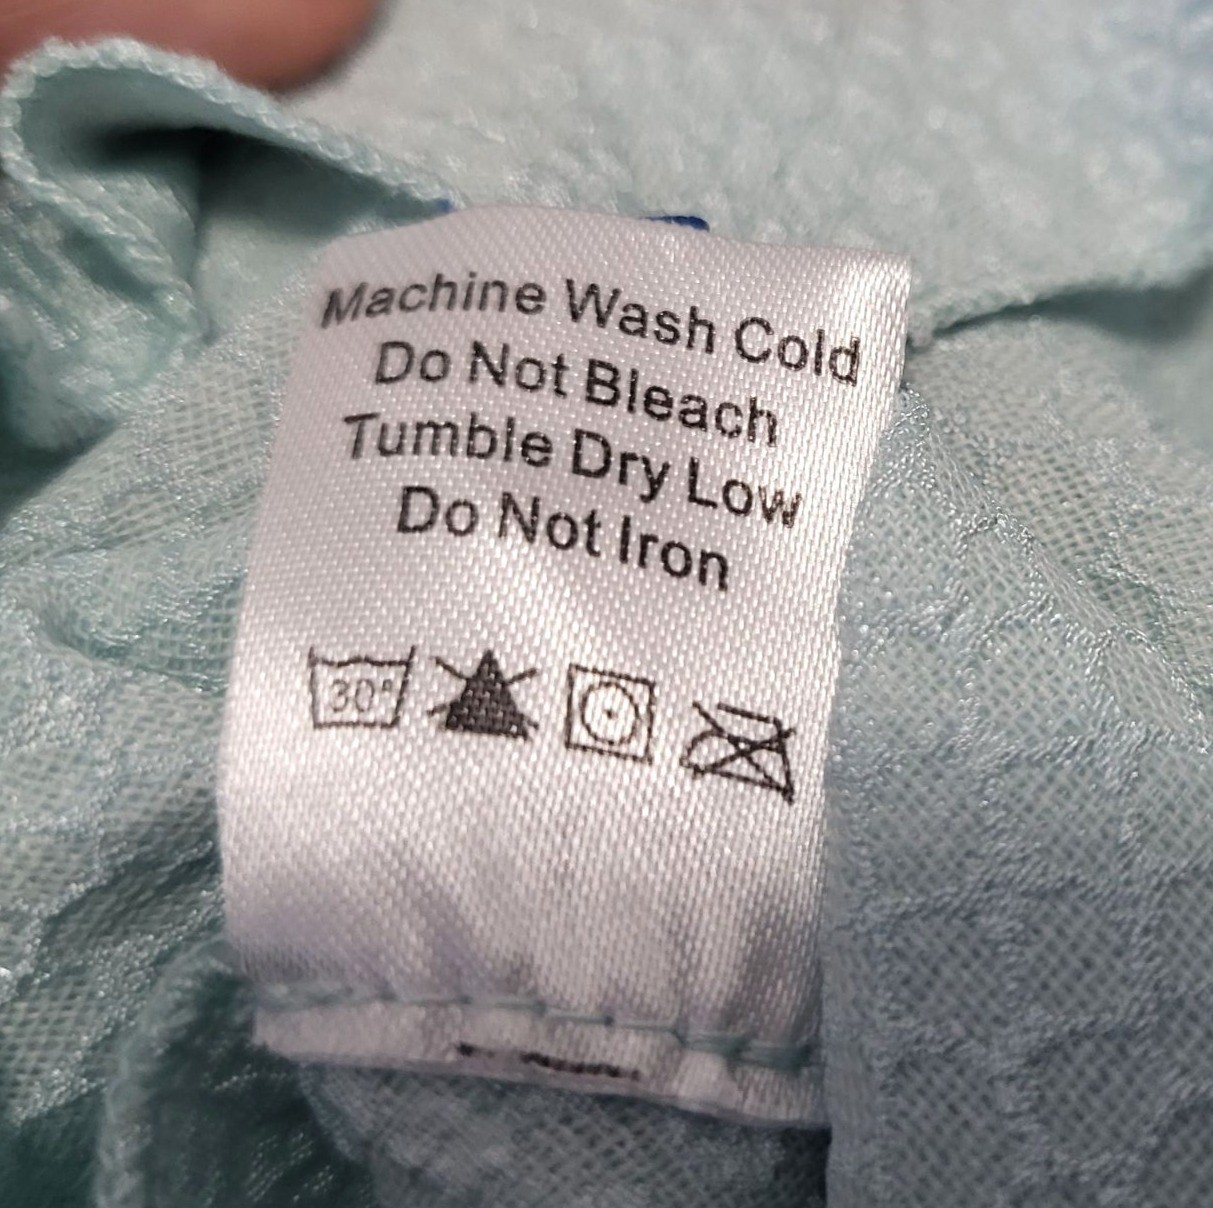 Machine Wash Cold
Do Not Bleach
Tumble Dry Low
Do Not Iron
30°